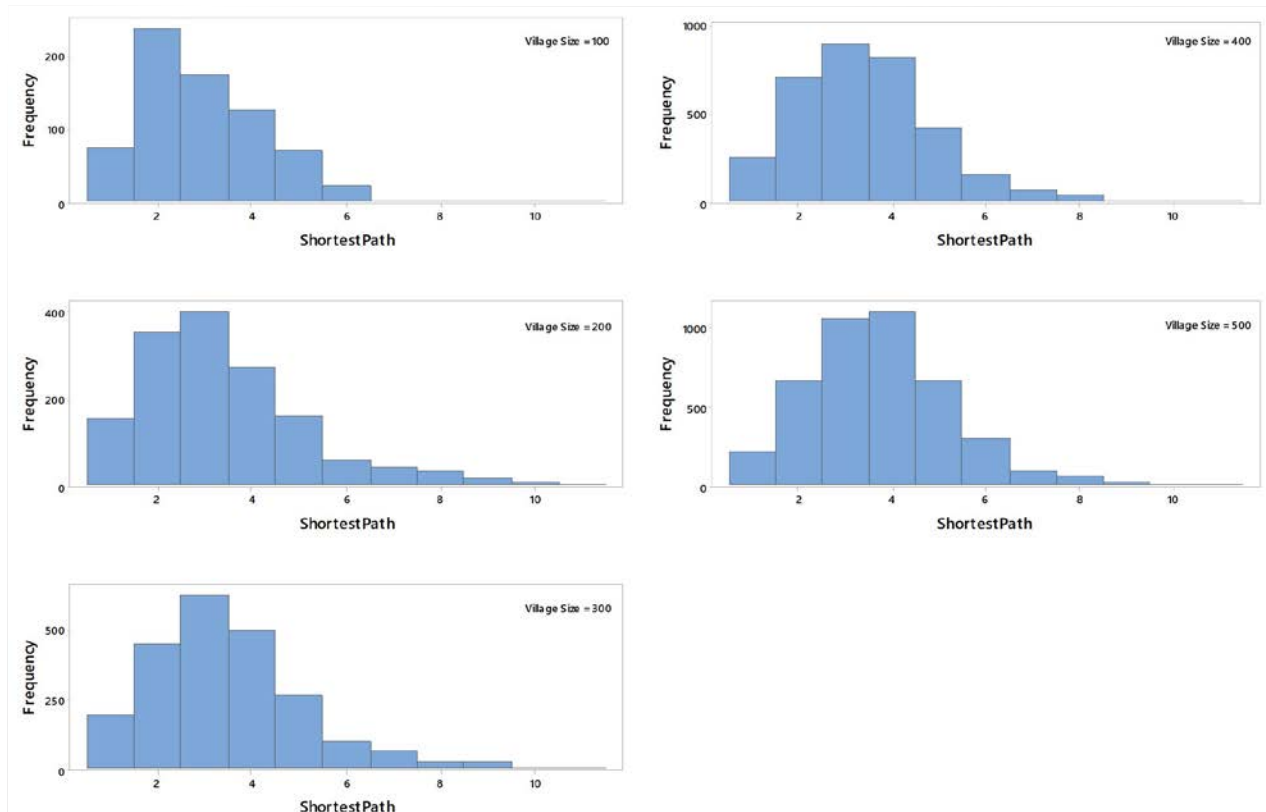 Village Size = 100
Frequency
200
100
0
2 4 6 8 10
ShortestPath
Village Size = 400
Frequency
1000
500
0
2 4 6 8 10
ShortestPath
Village Size = 200
Frequency
400
200
0
2 4 6 8 10
ShortestPath
Village Size = 500
Frequency
1000
500
0
2 4 6 8 10
ShortestPath
Village Size = 300
Frequency
500
250
0
2 4 6 8 10
ShortestPath